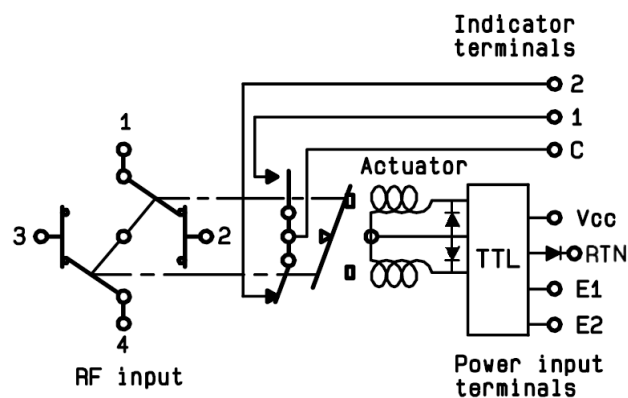 Indicator
terminals
2
1
1
C
Actuator
3
2
Vcc
TTL
RTN
E1
4
E2
RF input
Power input
terminals